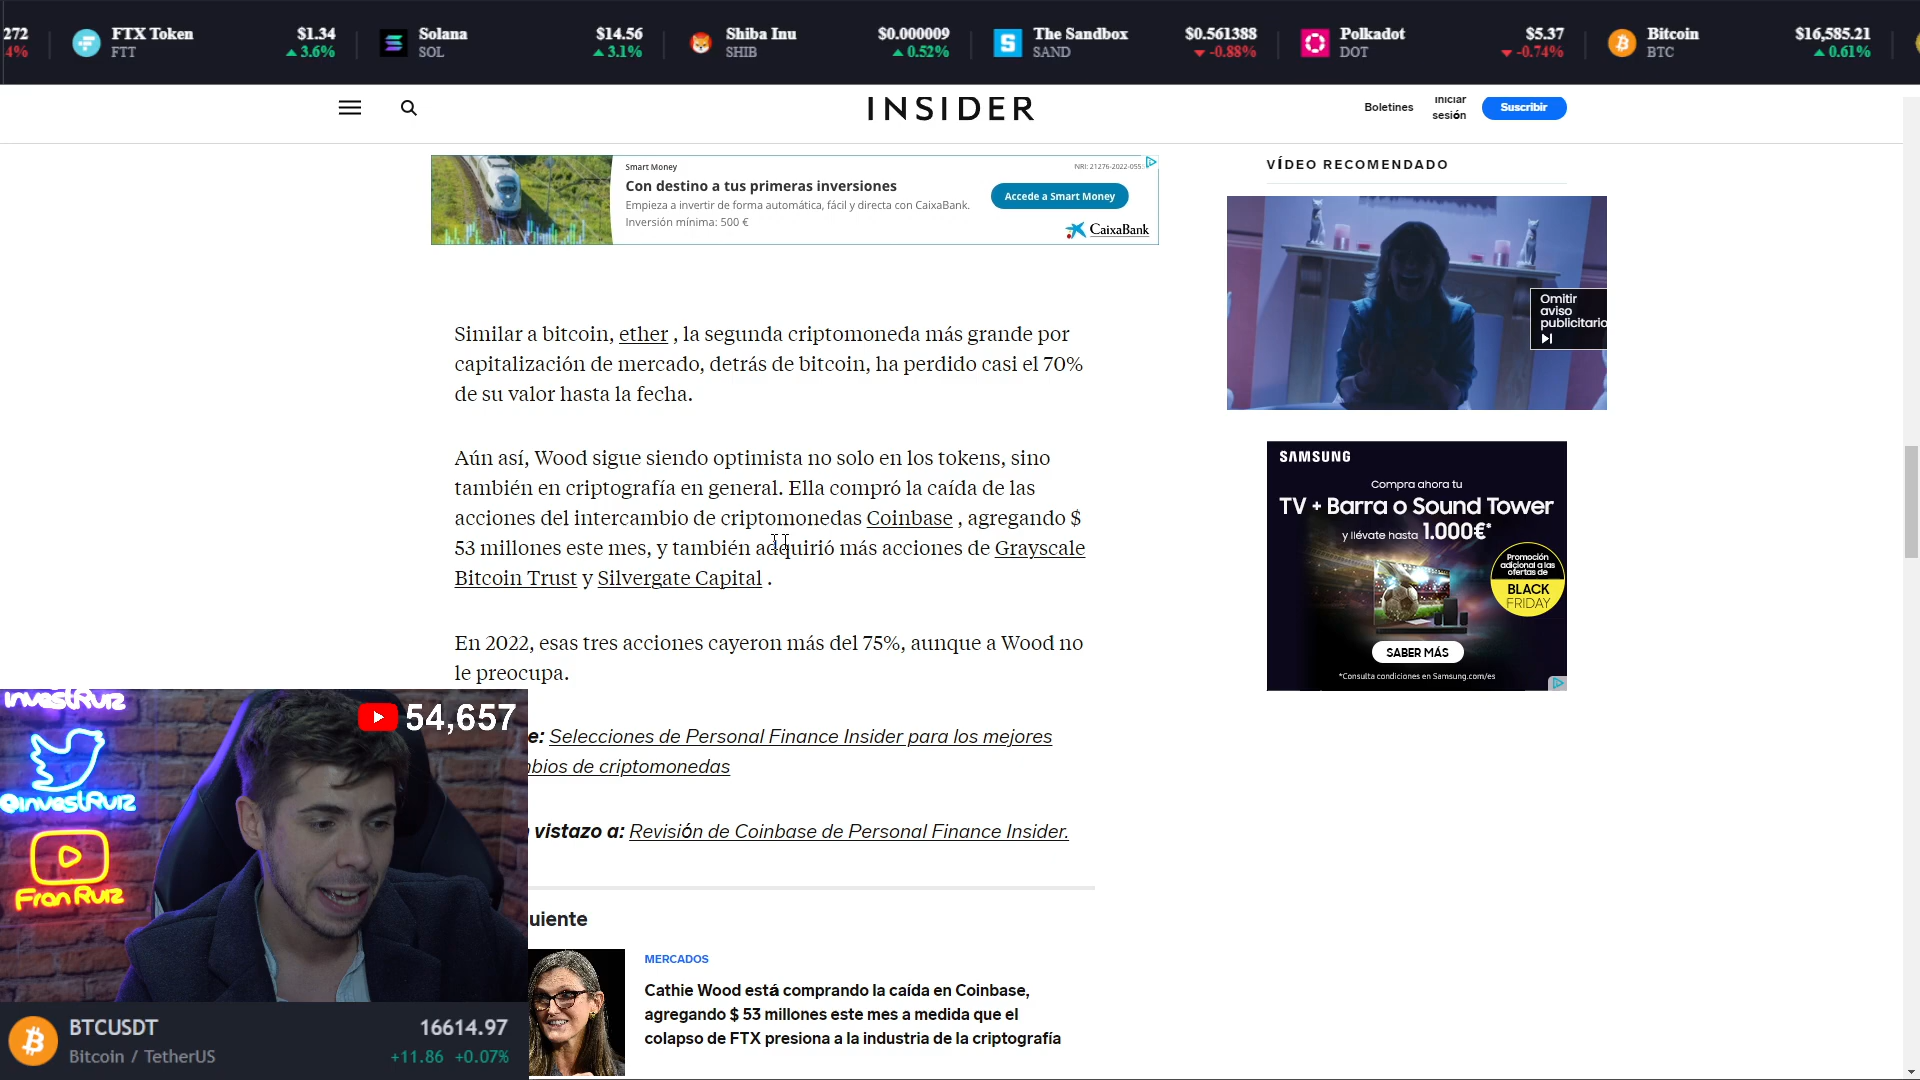 272
4%
FTX Token
FTT
$1.34
3.6%
Solana
SOL
$14.56
3.1%
Shiba Inu
SHIB
$0.000009
0.52%
The Sandbox
SAND
$0.561388
-0.88%
Polkadot
DOT
$5.37
-0.74%
Bitcoin
BTC
$16,585.21
0.61%
INSIDER
Boletines
Iniciar
sesión
Suscribir
Smart Money
NRI: 21276-2022-055
Con destino a tus primeras inversiones
Empieza a invertir de forma automática, fácil y directa con CaixaBank.
Inversión mínima: 500 €
Accede a Smart Money
CaixaBank
VÍDEO RECOMENDADO
Omitir
aviso
publicitario
Similar a bitcoin, ether , la segunda criptomoneda más grande por
capitalización de mercado, detrás de bitcoin, ha perdido casi el 70%
de su valor hasta la fecha.
Aún así, Wood sigue siendo optimista no solo en los tokens, sino
también en criptografía en general. Ella compró la caída de las
acciones del intercambio de criptomonedas Coinbase , agregando $
53 millones este mes, y también adquirió más acciones de Grayscale
Bitcoin Trust y Silvergate Capital .
En 2022, esas tres acciones cayeron más del 75%, aunque a Wood no
le preocupa.
SAMSUNG
Compra ahora tu
TV + Barra o Sound Tower
y llévate hasta 1.000€*
Promoción
adicional a las
ofertas de
BLACK
FRIDAY
SABER MÁS
*Consulta condiciones en Samsung.com/es
e: Selecciones de Personal Finance Insider para los mejores
nbios de criptomonedas
vistazo a: Revisión de Coinbase de Personal Finance Insider.
uiente
MERCADOS
Cathie Wood está comprando la caída en Coinbase,
agregando $ 53 millones este mes a medida que el
colapso de FTX presiona a la industria de la criptografía
InvestRuiz
54,657
@investRuiz
Fran Ruiz
BTCUSDT
16614.97
Bitcoin / TetherUS
+11.86 +0.07%